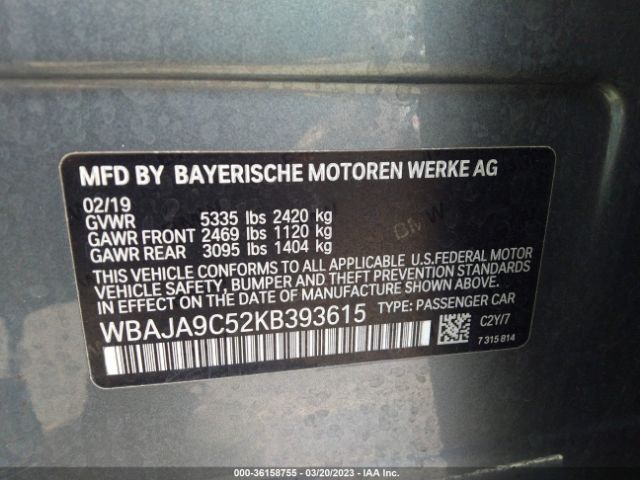 MFD BY BAYERISCHE MOTOREN WERKE AG
02/19
GVWR 5335 lbs 2420 kg
GAWR FRONT 2469 lbs 1120 kg
GAWR REAR 3095 lbs 1404 kg
THIS VEHICLE CONFORMS TO ALL APPLICABLE U.S.FEDERAL MOTOR
VEHICLE SAFETY, BUMPER AND THEFT PREVENTION STANDARDS
IN EFFECT ON THE DATE OF MANUFACTURE SHOWN ABOVE.
WBAJA9C52KB393615 TYPE: PASSENGER CAR
C2Y/7
7 315 814
000-36158755 — 03/20/2023 — IAA Inc.